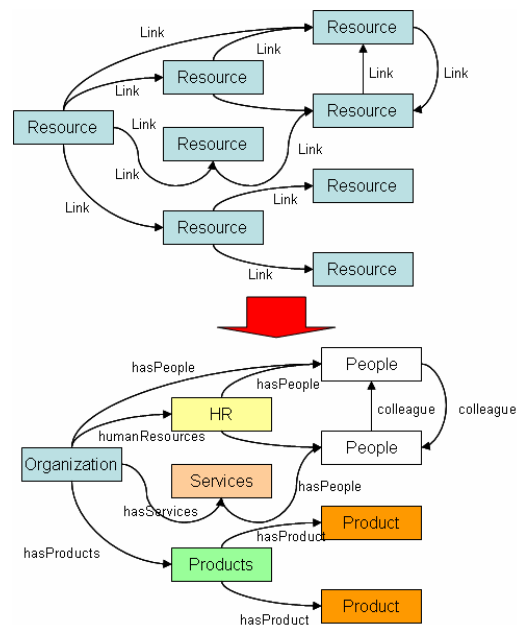 Link
Resource
Link
Resource
Link
Link
Link
Resource
Link
Resource
Link
Resource
Link
Link
Resource
Link
Link
Resource
Resource
Link
hasPeople
People
hasPeople
HR
colleague
colleague
humanResources
People
Organization
Services
hasPeople
hasServices
Product
hasProduct
hasProducts
Products
Product
hasProduct